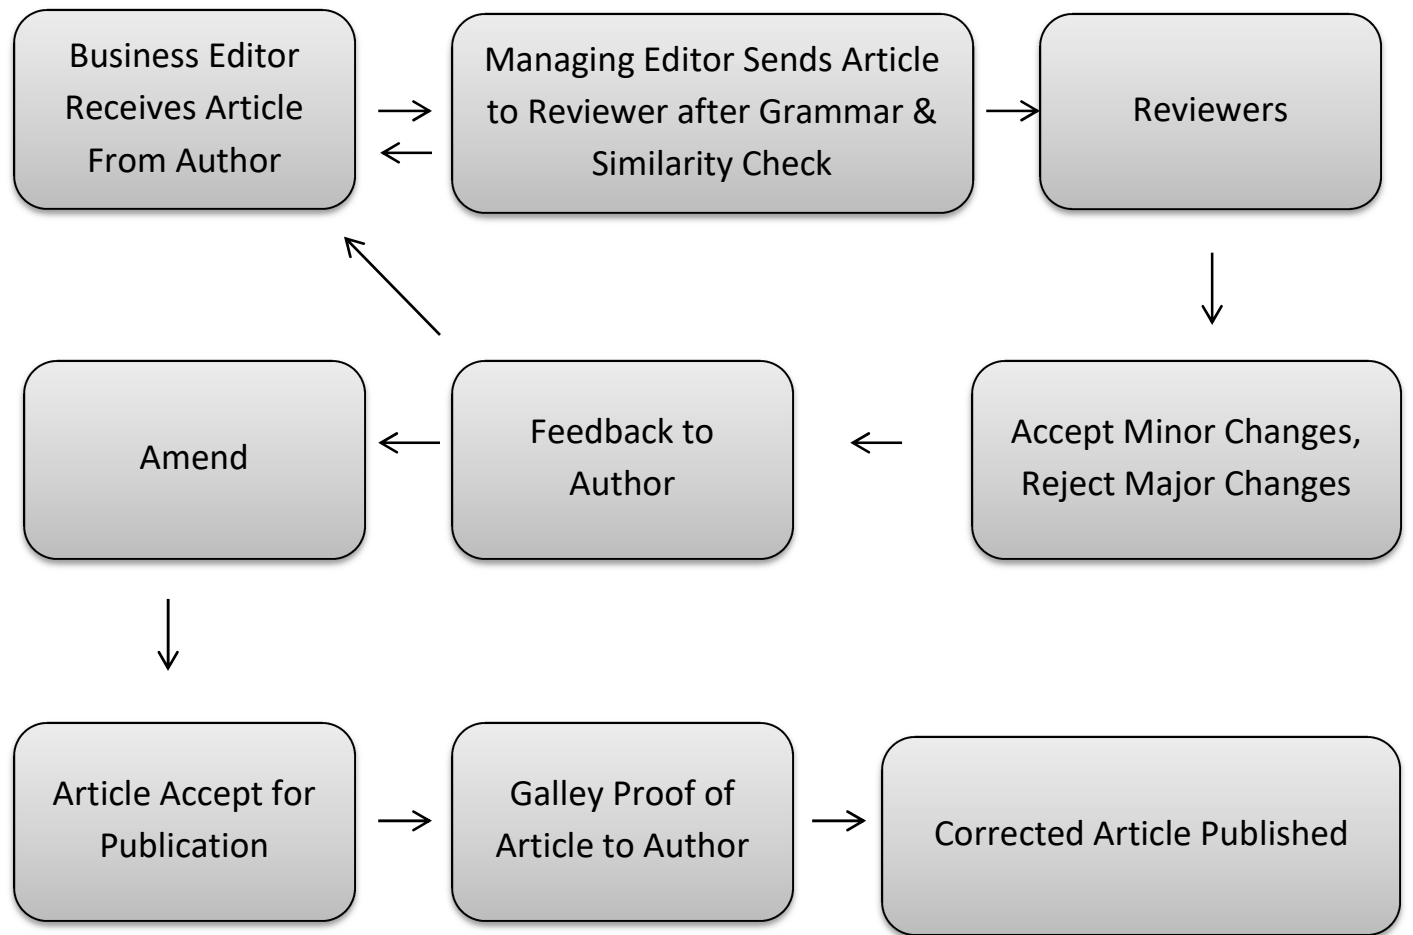 Business Editor
Receives Article
From Author
Managing Editor Sends Article
to Reviewer after Grammar &
Similarity Check
Reviewers
Accept Minor Changes,
Reject Major Changes
Feedback to
Author
Amend
Article Accept for
Publication
Galley Proof of
Article to Author
Corrected Article Published